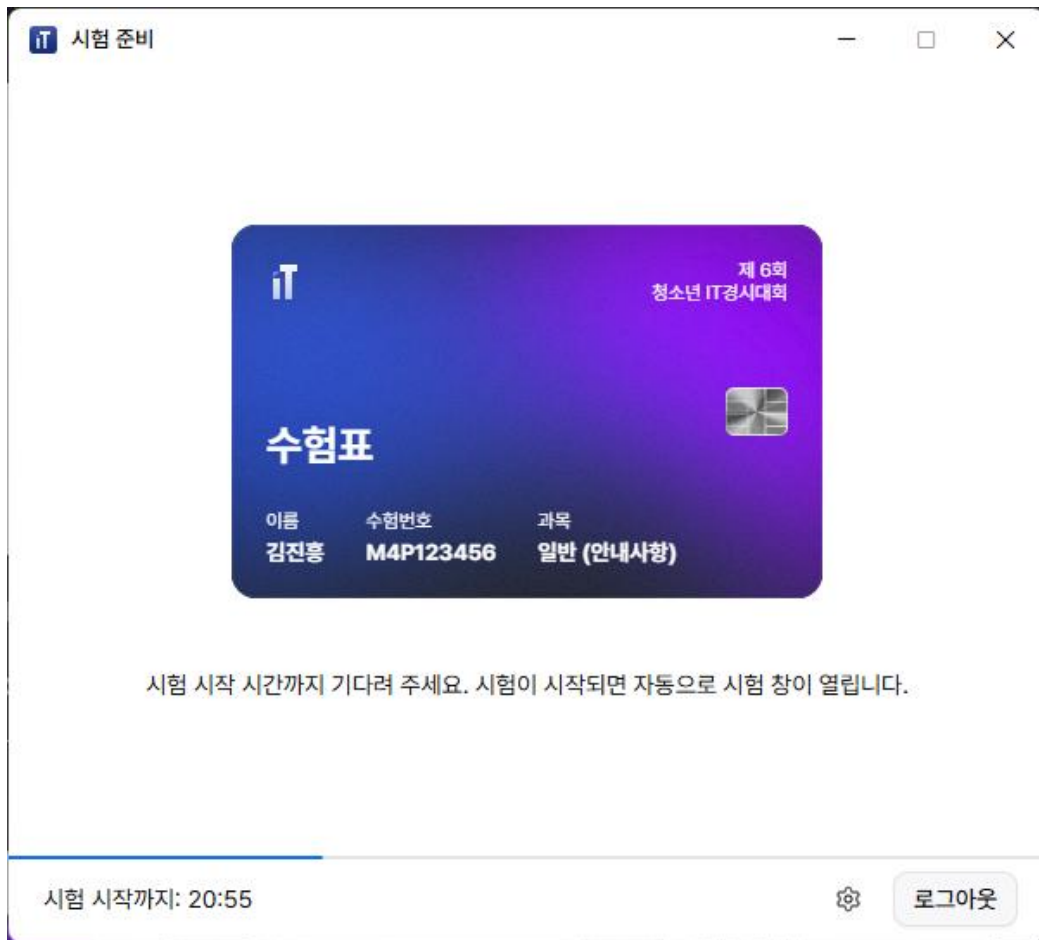 iT 시험 준비
iT
제 6회
청소년 IT경시대회
수험표
이름 수험번호 과목
김진흥 M4P123456 일반 (안내사항)
시험 시작 시간까지 기다려 주세요. 시험이 시작되면 자동으로 시험 창이 열립니다.
시험 시작까지: 20:55 로그아웃